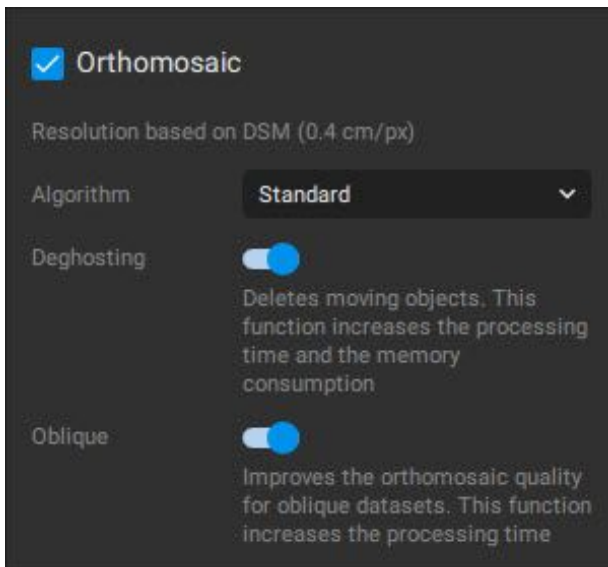 Orthomosaic
Resolution based on DSM (0.4 cm/px)
Algorithm Standard
Deghosting
Deletes moving objects. This
function increases the processing
time and the memory
consumption
Oblique
Improves the orthomosaic quality
for oblique datasets. This function
increases the processing time